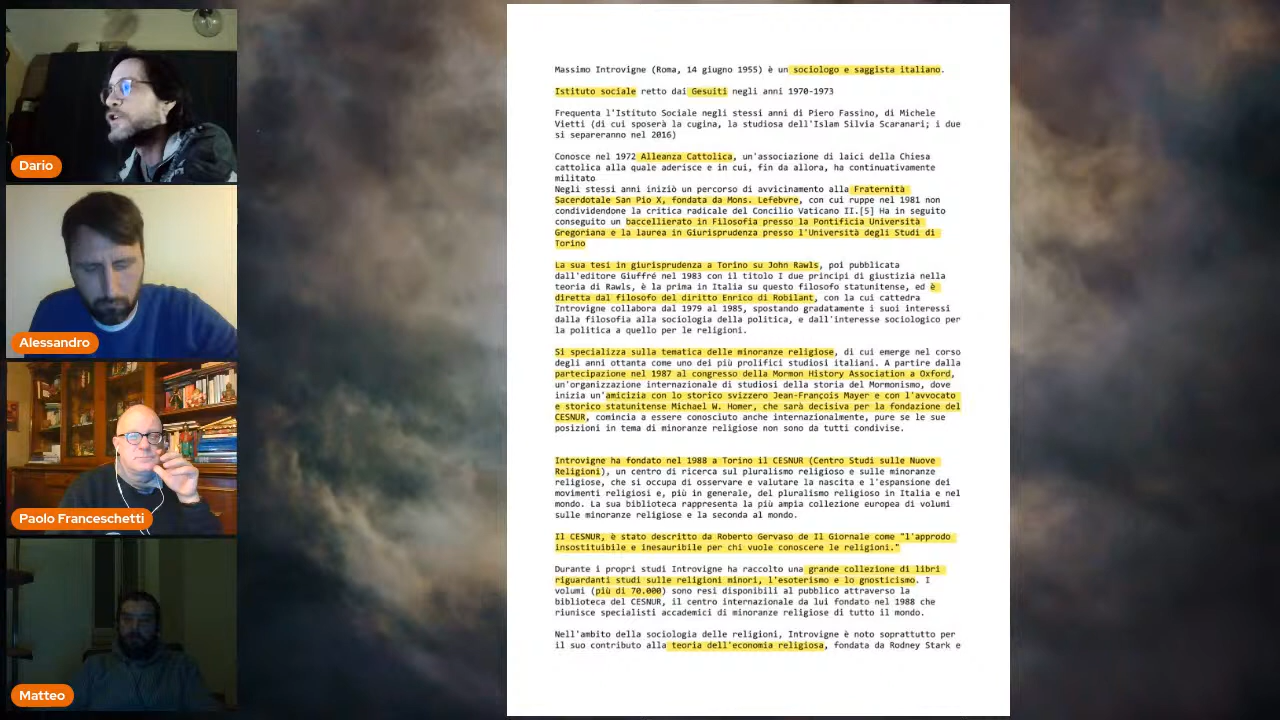 Dario
Alessandro
Paolo Franceschetti
Matteo
Massimo Introvigne (Roma, 14 giugno 1955) è un sociologo e saggista italiano.
Istituto sociale retto dai Gesuiti negli anni 1970-1973
Frequenta l'Istituto Sociale negli stessi anni di Piero Fassino, di Michele
Vietti (di cui sposerà la cugina, la studiosa dell'Islam Silvia Scaranari; i due
si separeranno nel 2016)
Conosce nel 1972 Alleanza Cattolica, un'associazione di laici della Chiesa
cattolica alla quale aderisce e in cui, fin da allora, ha continuativamente
militato
Negli stessi anni iniziò un percorso di avvicinamento alla Fraternità
Sacerdotale San Pio X, fondata da Mons. Lefebvre, con cui ruppe nel 1981 non
condividendone la critica radicale del Concilio Vaticano II.[5] Ha in seguito
conseguito un baccellierato in Filosofia presso la Pontificia Università
Gregoriana e la laurea in Giurisprudenza presso l'Università degli Studi di
Torino
La sua tesi in giurisprudenza a Torino su John Rawls, poi pubblicata
dall'editore Giuffré nel 1983 con il titolo I due principi di giustizia nella
teoria di Rawls, è la prima in Italia su questo filosofo statunitense, ed è
diretta dal filosofo del diritto Enrico di Robilant, con la cui cattedra
Introvigne collabora dal 1979 al 1985, spostando gradatamente i suoi interessi
dalla filosofia alla sociologia della politica, e dall'interesse sociologico per
la politica a quello per le religioni.
Si specializza sulla tematica delle minoranze religiose, di cui emerge nel corso
degli anni ottanta come uno dei più prolifici studiosi italiani. A partire dalla
partecipazione nel 1987 al congresso della Mormon History Association a Oxford,
un'organizzazione internazionale di studiosi della storia del Mormonismo, dove
inizia un'amicizia con lo storico svizzero Jean-François Mayer e con l'avvocato
e storico statunitense Michael W. Homer, che sarà decisiva per la fondazione del
CESNUR, comincia a essere conosciuto anche internazionalmente, pure se le sue
posizioni in tema di minoranze religiose non sono da tutti condivise.
Introvigne ha fondato nel 1988 a Torino il CESNUR (Centro Studi sulle Nuove
Religioni), un centro di ricerca sul pluralismo religioso e sulle minoranze
religiose, che si occupa di osservare e valutare la nascita e l'espansione dei
movimenti religiosi e, più in generale, del pluralismo religioso in Italia e nel
mondo. La sua biblioteca rappresenta la più ampia collezione europea di volumi
sulle minoranze religiose e la seconda al mondo.
Il CESNUR, è stato descritto da Roberto Gervaso de Il Giornale come "l'approdo
insostituibile e inesauribile per chi vuole conoscere le religioni."
Durante i propri studi Introvigne ha raccolto una grande collezione di libri
riguardanti studi sulle religioni minori, l'esoterismo e lo gnosticismo. I
volumi (più di 70.000) sono resi disponibili al pubblico attraverso la
biblioteca del CESNUR, il centro internazionale da lui fondato nel 1988 che
riunisce specialisti accademici di minoranze religiose di tutto il mondo.
Nell'ambito della sociologia delle religioni, Introvigne è noto soprattutto per
il suo contributo alla teoria dell'economia religiosa, fondata da Rodney Stark e